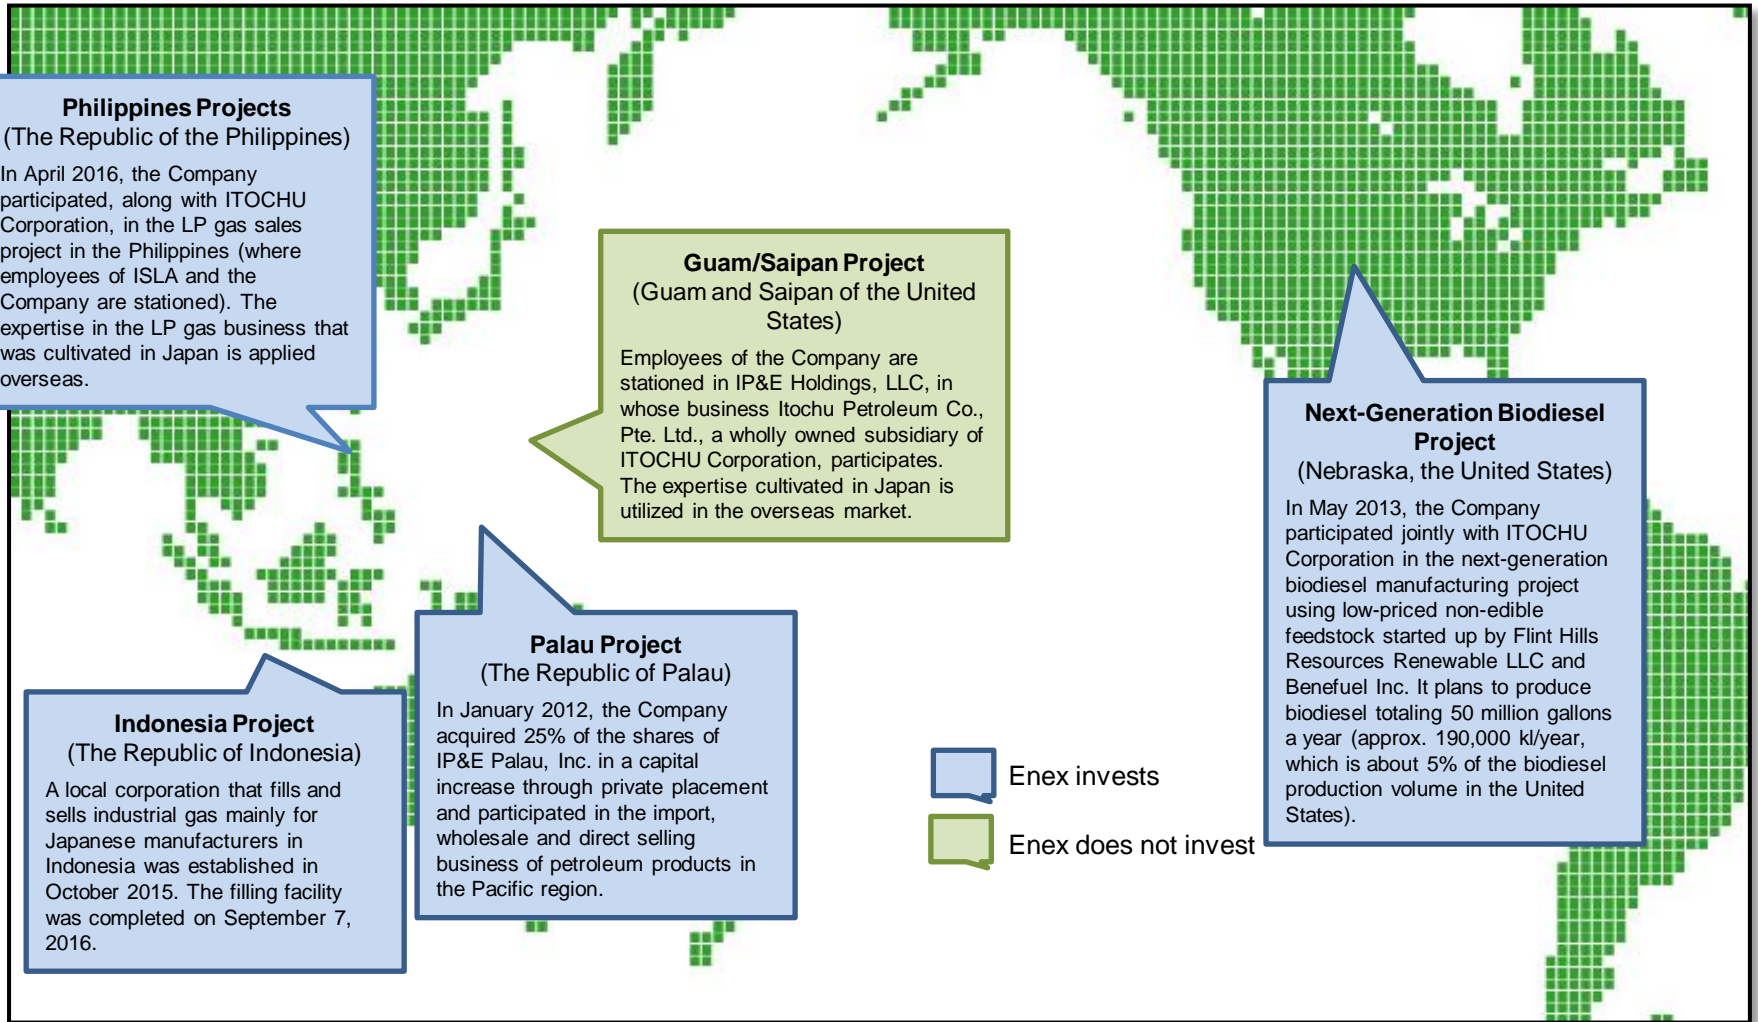 Philippines Projects
(The Republic of the Philippines)
In April 2016, the Company
participated, along with ITOCHU
Corporation, in the LP gas sales
project in the Philippines (where
employees of ISLA and the
Company are stationed). The
expertise in the LP gas business that
was cultivated in Japan is applied
overseas.
Guam/Saipan Project
(Guam and Saipan of the United
States)
Employees of the Company are
stationed in IP&E Holdings, LLC, in
whose business Itochu Petroleum Co.,
Pte. Ltd., a wholly owned subsidiary of
ITOCHU Corporation, participates.
The expertise cultivated in Japan is
utilized in the overseas market.
Next-Generation Biodiesel
Project
(Nebraska, the United States)
In May 2013, the Company
participated jointly with ITOCHU
Corporation in the next-generation
biodiesel manufacturing project
using low-priced non-edible
feedstock started up by Flint Hills
Resources Renewable LLC and
Benefuel Inc. It plans to produce
biodiesel totaling 50 million gallons
a year (approx. 190,000 kl/year,
which is about 5% of the biodiesel
production volume in the United
States).
Palau Project
(The Republic of Palau)
In January 2012, the Company
acquired 25% of the shares of
IP&E Palau, Inc. in a capital
increase through private placement
and participated in the import,
wholesale and direct selling
business of petroleum products in
the Pacific region.
Indonesia Project
(The Republic of Indonesia)
A local corporation that fills and
sells industrial gas mainly for
Japanese manufacturers in
Indonesia was established in
October 2015. The filling facility
was completed on September 7,
2016.
Enex invests
Enex does not invest